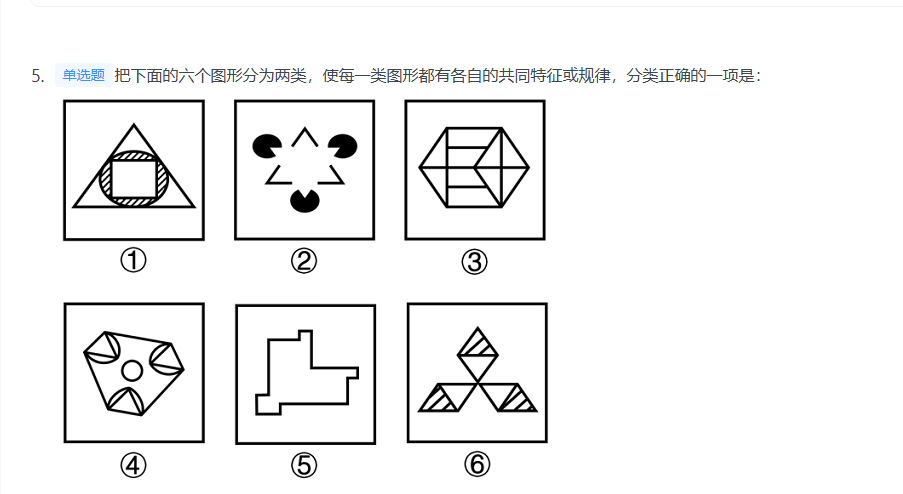 5. 单选题 把下面的六个图形分为两类，使每一类图形都有各自的共同特征或规律，分类正确的一项是：
① ② ③
④ ⑤ ⑥